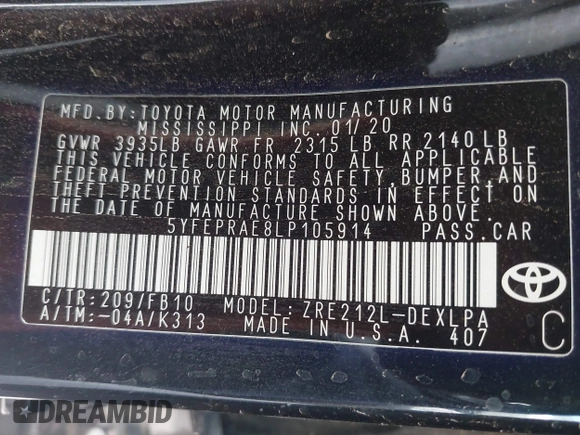 MFD.BY:TOYOTA MOTOR MANUFACTURING
MISSISSIPPI INC.01/20
GVWR 3935LB GAWR FR 2315 LB RR 2140 LB
THIS VEHICLE CONFORMS TO ALL APPLICABLE
FEDERAL MOTOR VEHICLE SAFETY,BUMPER,AND
THEFT PREVENTION STANDARDS IN EFFECT ON
THE DATE OF MANUFACTURE SHOWN ABOVE.
5YFEPRAE8LP105914 PASS.CAR
C/TR:209/FB10 MODEL:ZRE212L-DEXLPA
A/TM:-04A/K313 MADE IN U.S.A. 407
C
DREAMBID